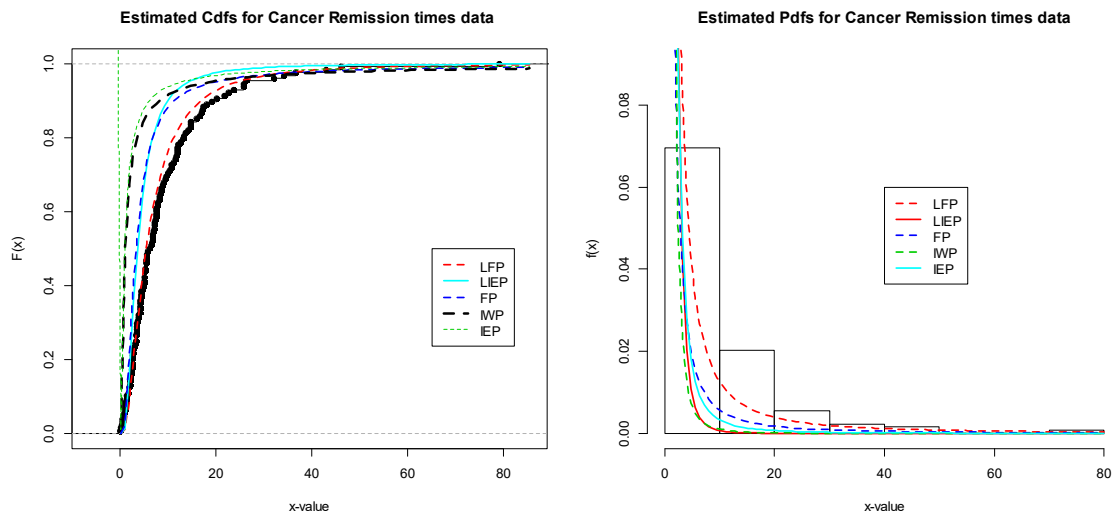 Estimated Cdfs for Cancer Remission times data
F(x)
1.0
0.8
0.6
0.4
0.2
0.0
LFP
LIEP
FP
IWP
IEP
0 20 40 60 80
x-value
Estimated Pdfs for Cancer Remission times data
f(x)
0.08
0.06
0.04
0.02
0.00
LFP
LIEP
FP
IWP
IEP
0 20 40 60 80
x-value